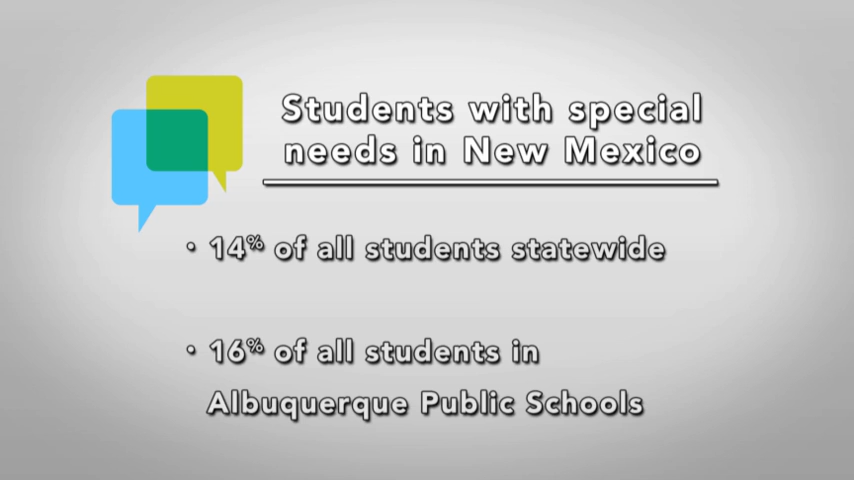 Students with special
needs in New Mexico
• 14% of all students statewide
• 16% of all students in
Albuquerque Public Schools